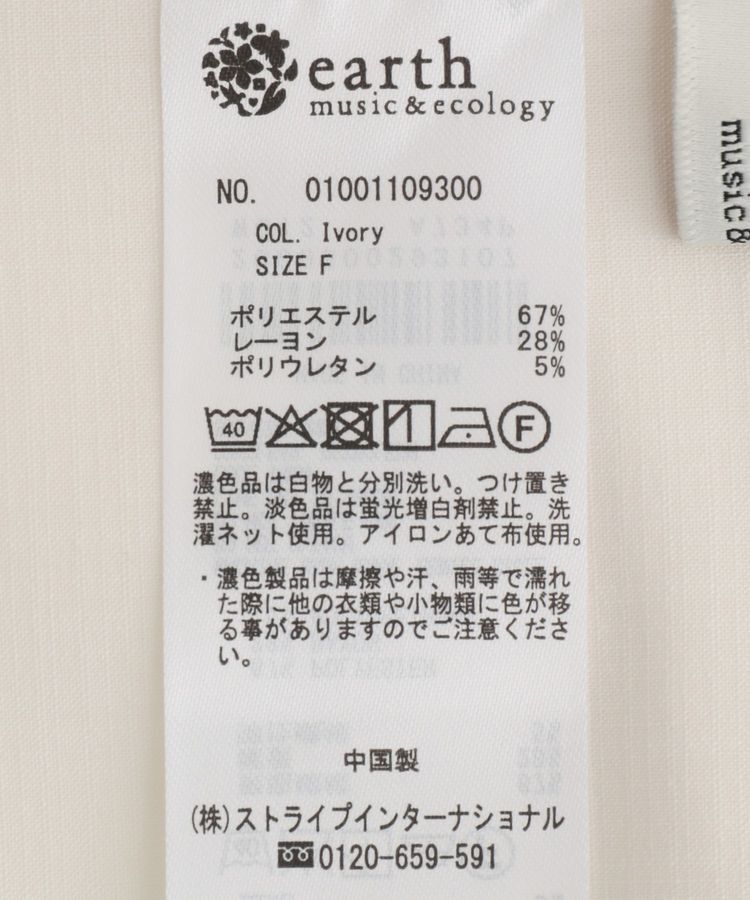 earth
music&ecology
NO. 01001109300
COL. Ivory
SIZE F
ポリエステル 67%
レーヨン 28%
ポリウレタン 5%
40
F
濃色品は白物と分別洗い。つけ置き
禁止。淡色品は蛍光増白剤禁止。洗
濯ネット使用。アイロンあて布使用。
・濃色製品は摩擦や汗、雨等で濡れ
た際に他の衣類や小物類に色が移
る事がありますのでご注意くださ
い。
中国製
(株)ストライプインターナショナル
0120-659-591
music&